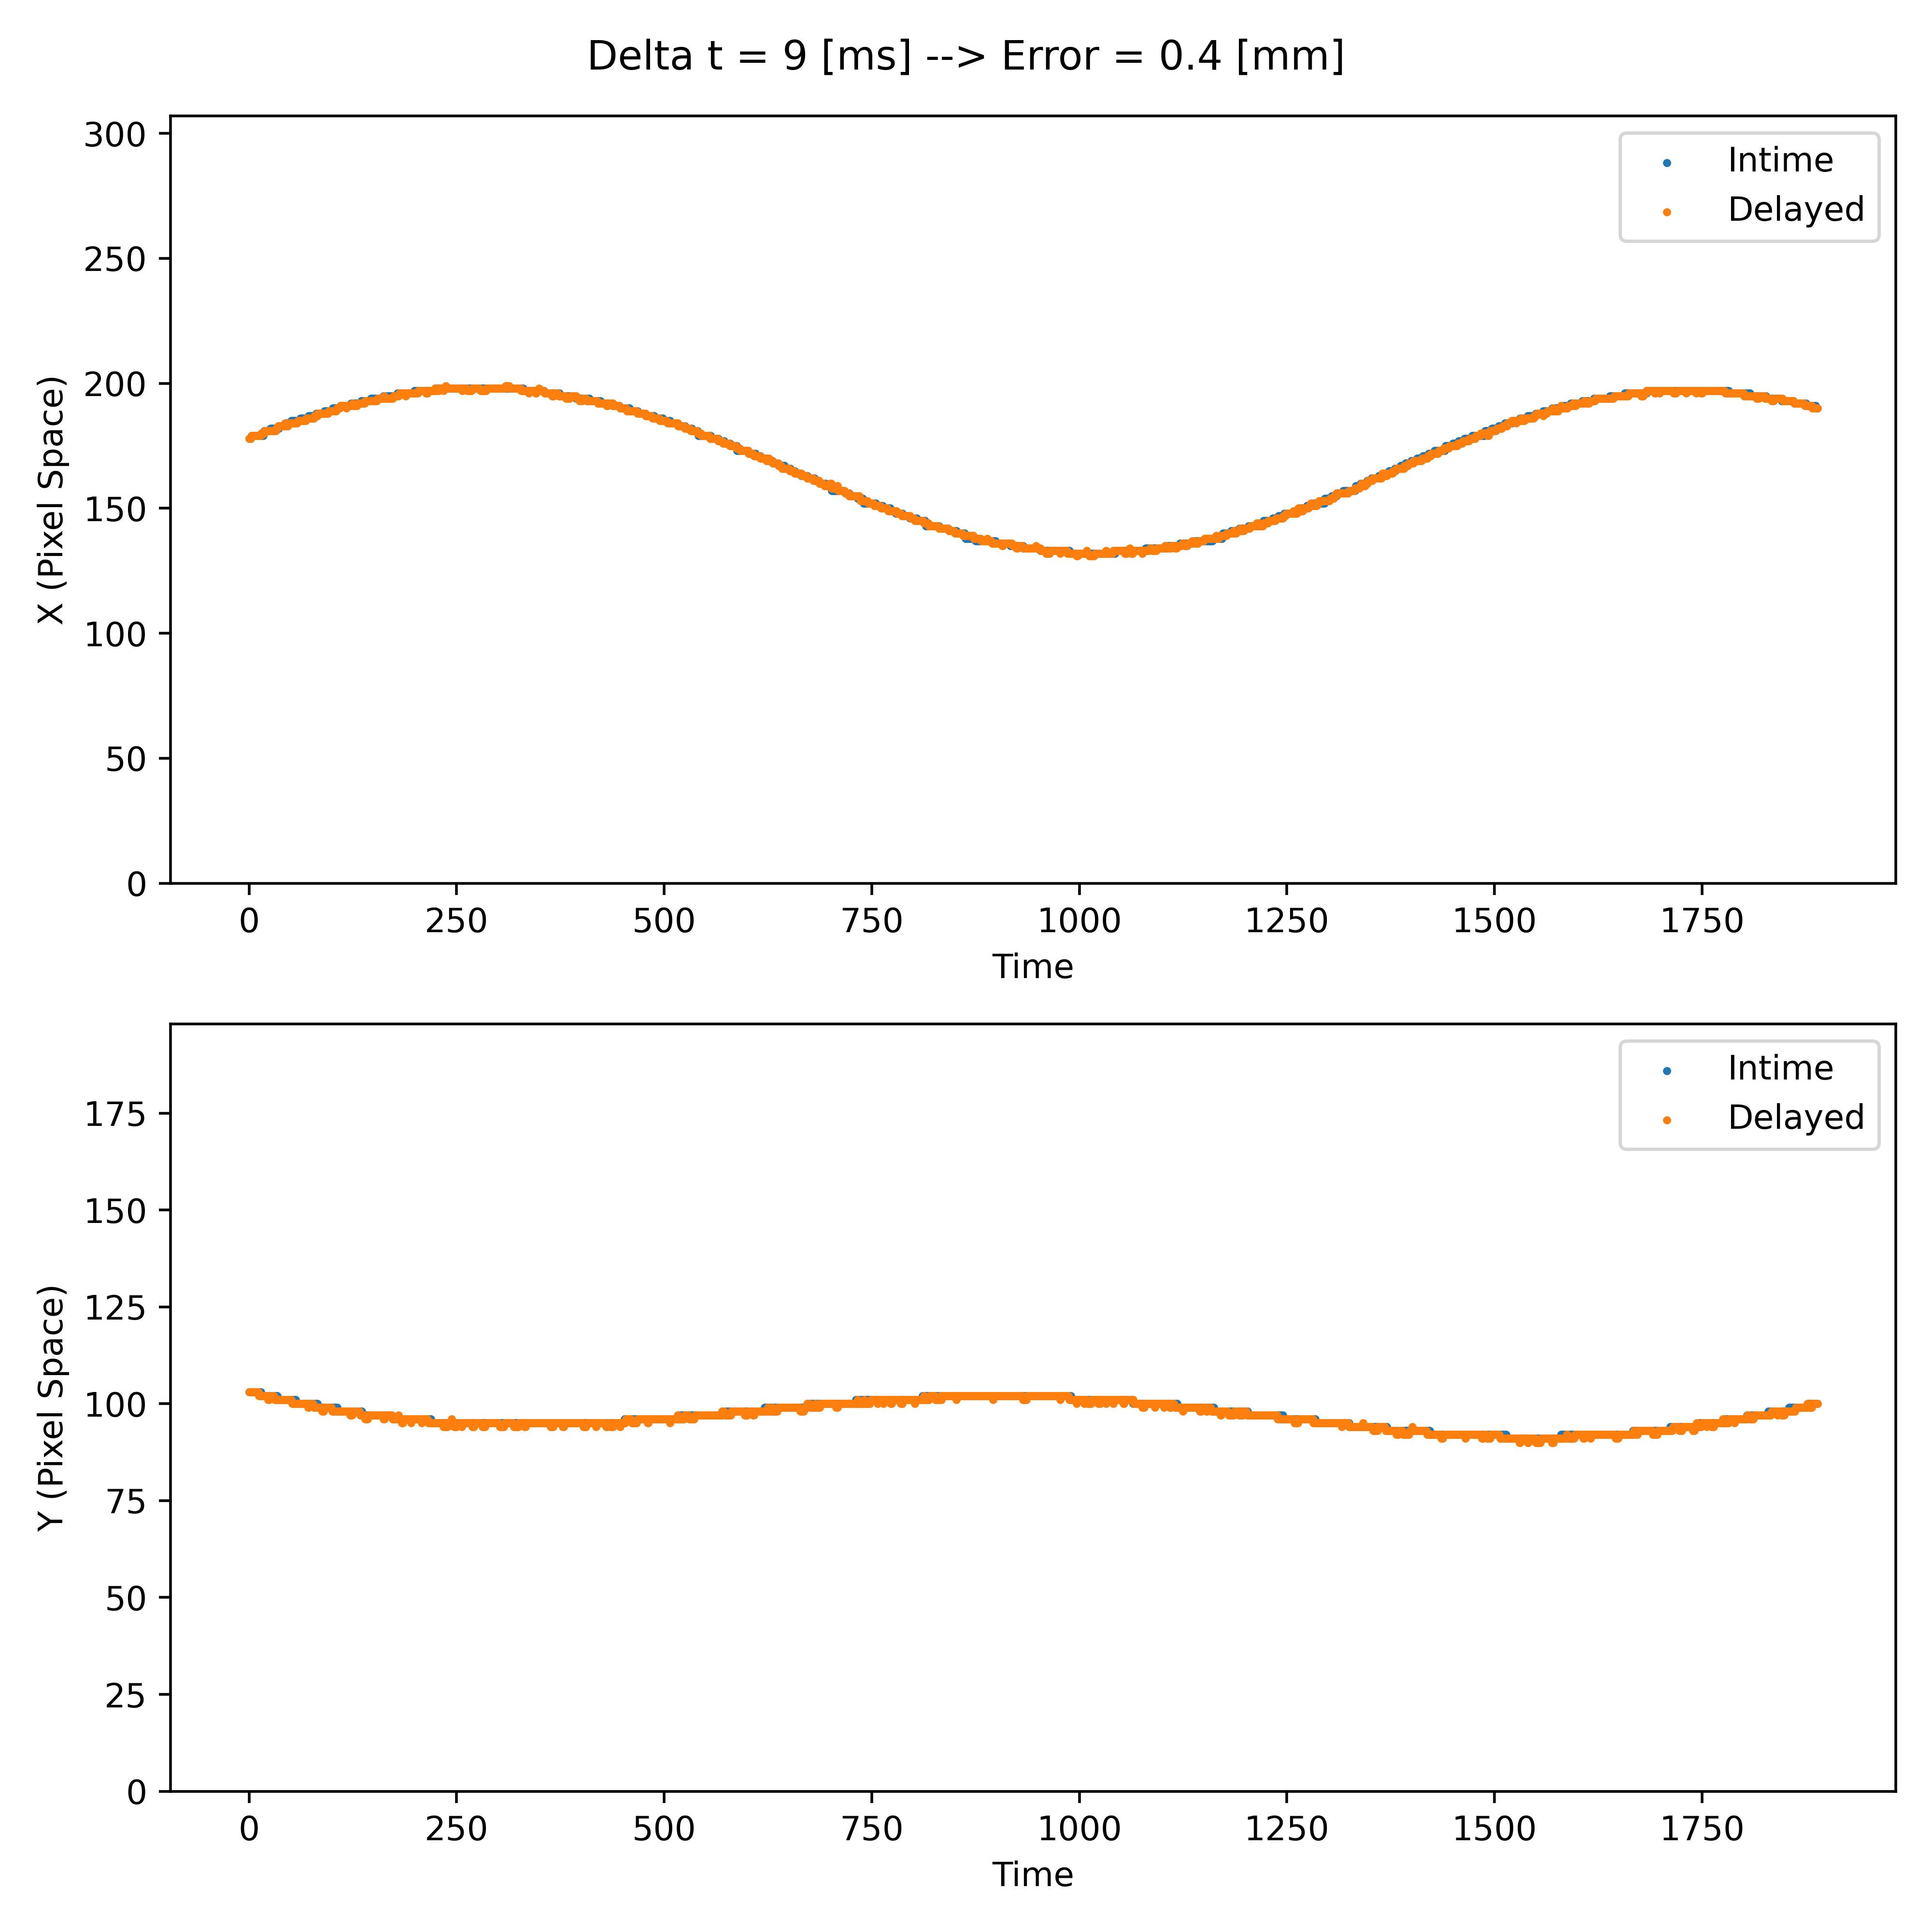 Delta t = 9 [ms] --> Error = 0.4 [mm]
300
250
200
150
100
50
0
X (Pixel Space)
Intime
Delayed
0 250 500 750 1000 1250 1500 1750
Time
175
150
125
100
75
50
25
0
Y (Pixel Space)
Intime
Delayed
0 250 500 750 1000 1250 1500 1750
Time